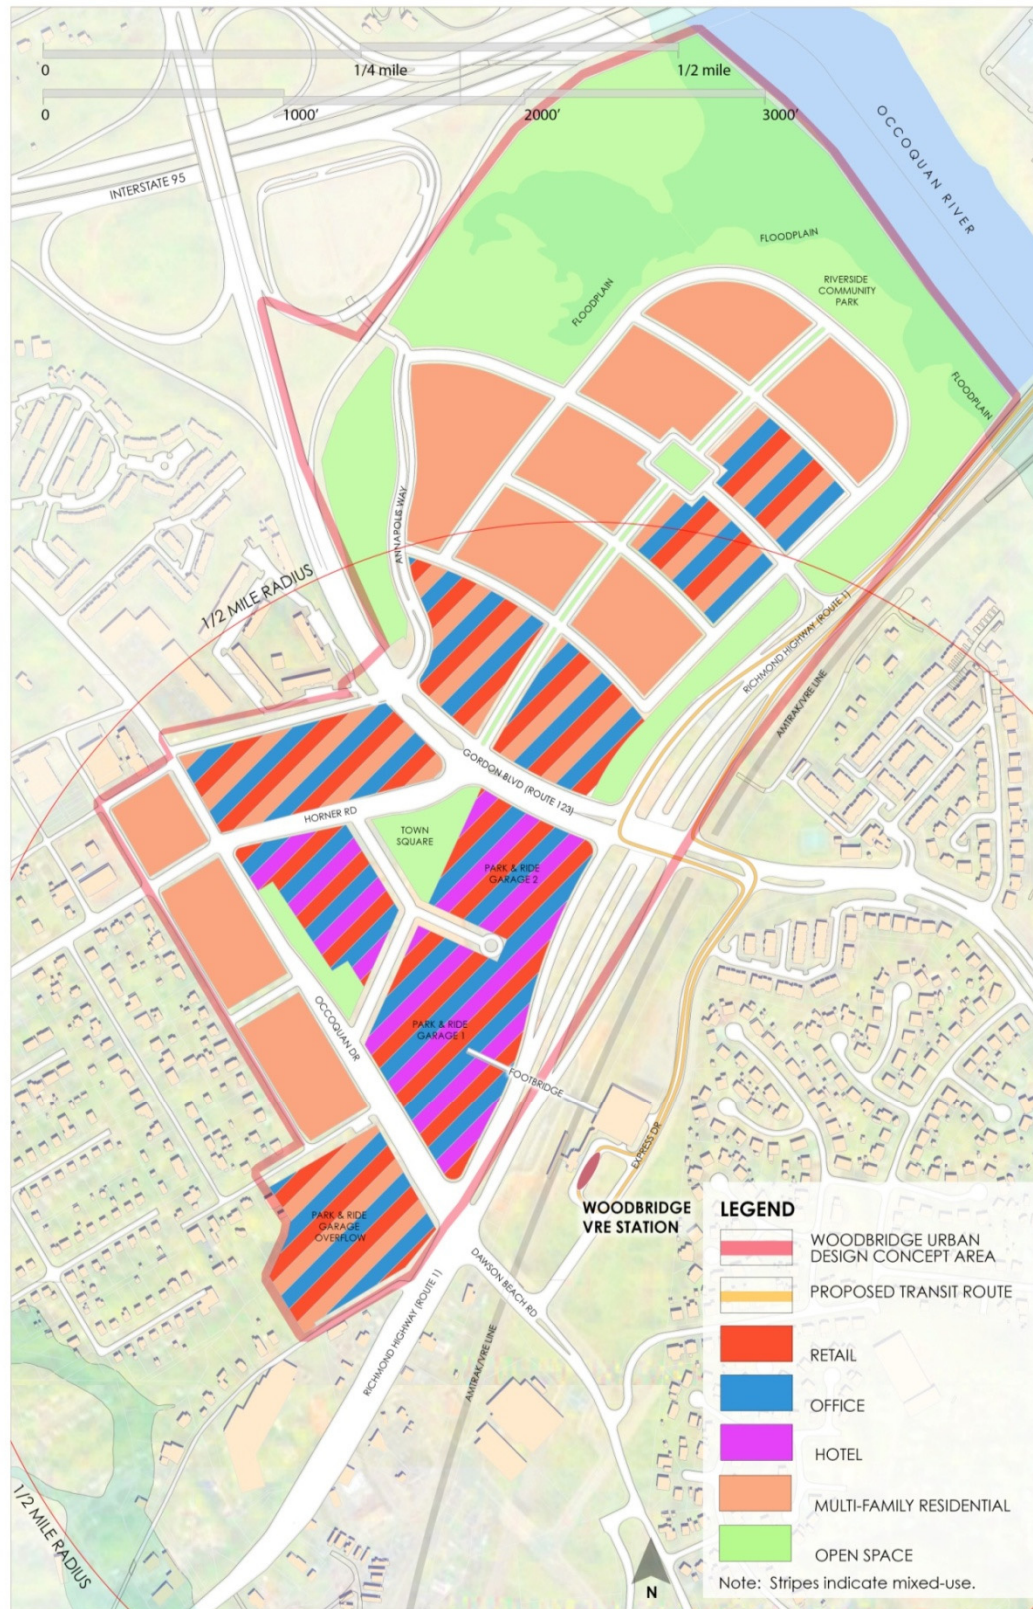 0 1/4 mile 1/2 mile
0 1000' 2000' 3000'
OCCOQUAN RIVER
INTERSTATE 95
FLOODPLAIN
FLOODPLAIN
RIVERSIDE
COMMUNITY
PARK
FLOODPLAIN
ANNAPOLIS WAY
1/2 MILE RADIUS
RICHMOND HIGHWAY (ROUTE 1)
AMTRAK/VRE LINE
GORDON BLVD (ROUTE 123)
HORNER RD
TOWN
SQUARE
PARK & RIDE
GARAGE 2
OCCOQUAN DR
PARK & RIDE
GARAGE 1
FOOTBRIDGE
EXPRESS DR
WOODBRIDGE
VRE STATION
PARK & RIDE
GARAGE
OVERFLOW
DAWSON BEACH RD
RICHMOND HIGHWAY (ROUTE 1)
AMTRAK/VRE LINE
1/2 MILE RADIUS
N
LEGEND
WOODBRIDGE URBAN
DESIGN CONCEPT AREA
PROPOSED TRANSIT ROUTE
RETAIL
OFFICE
HOTEL
MULTI-FAMILY RESIDENTIAL
OPEN SPACE
Note: Stripes indicate mixed-use.